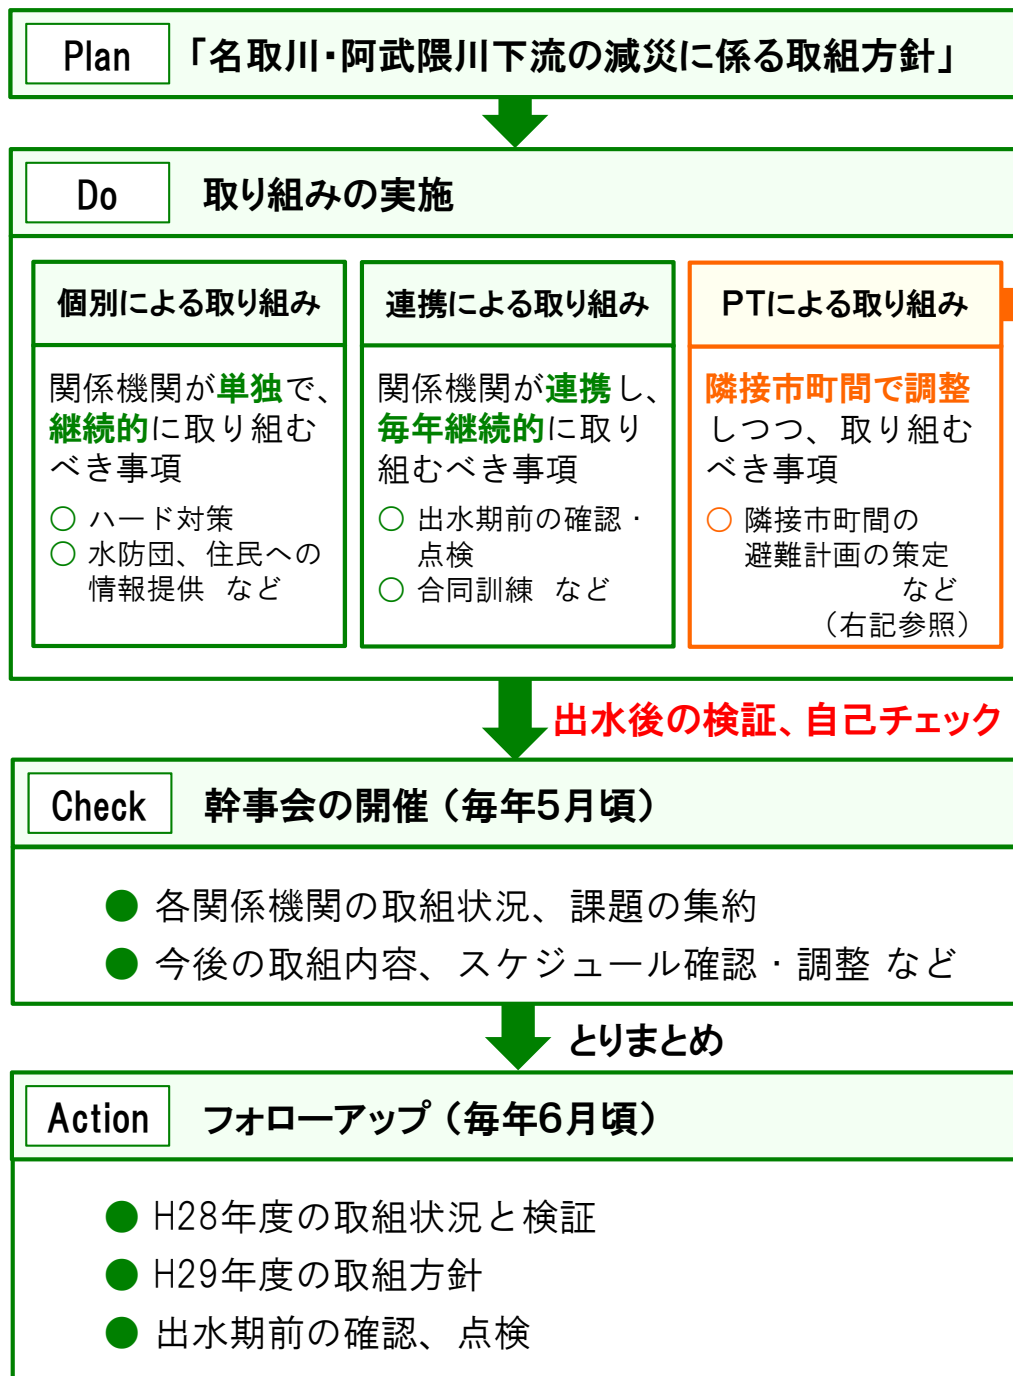 Plan 「名取川・阿武隈川下流の減災に係る取組方針」
Do 取り組みの実施
個別による取り組み
関係機関が単独で、
継続的に取り組む
べき事項
○ ハード対策
○ 水防団、住民への
情報提供 など
連携による取り組み
関係機関が連携し、
毎年継続的に取り
組むべき事項
○ 出水期前の確認・
点検
○ 合同訓練 など
PTによる取り組み
隣接市町間で調整
しつつ、取り組む
べき事項
○ 隣接市町間の
避難計画の策定
など
（右記参照）
出水後の検証、自己チェック
Check 幹事会の開催（毎年5月頃）
● 各関係機関の取組状況、課題の集約
● 今後の取組内容、スケジュール確認・調整 など
とりまとめ
Action フォローアップ（毎年6月頃）
● H28年度の取組状況と検証
● H29年度の取組方針
● 出水期前の確認、点検